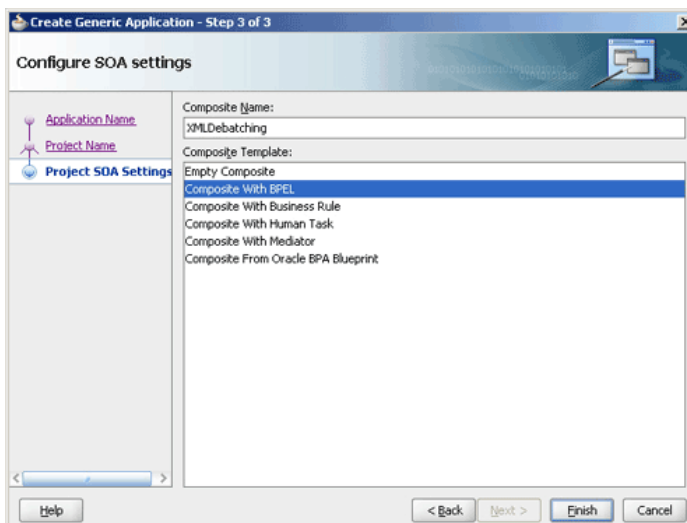 Create Generic Application - Step 3 of 3
Configure SOA settings
Application Name
Project Name
Project SOA Settings
Composite Name:
XMLDebatching
Composite Template:
Empty Composite
Composite With BPEL
Composite With Business Rule
Composite With Human Task
Composite With Mediator
Composite From Oracle BPA Blueprint
Help
< Back
Next >
Finish
Cancel